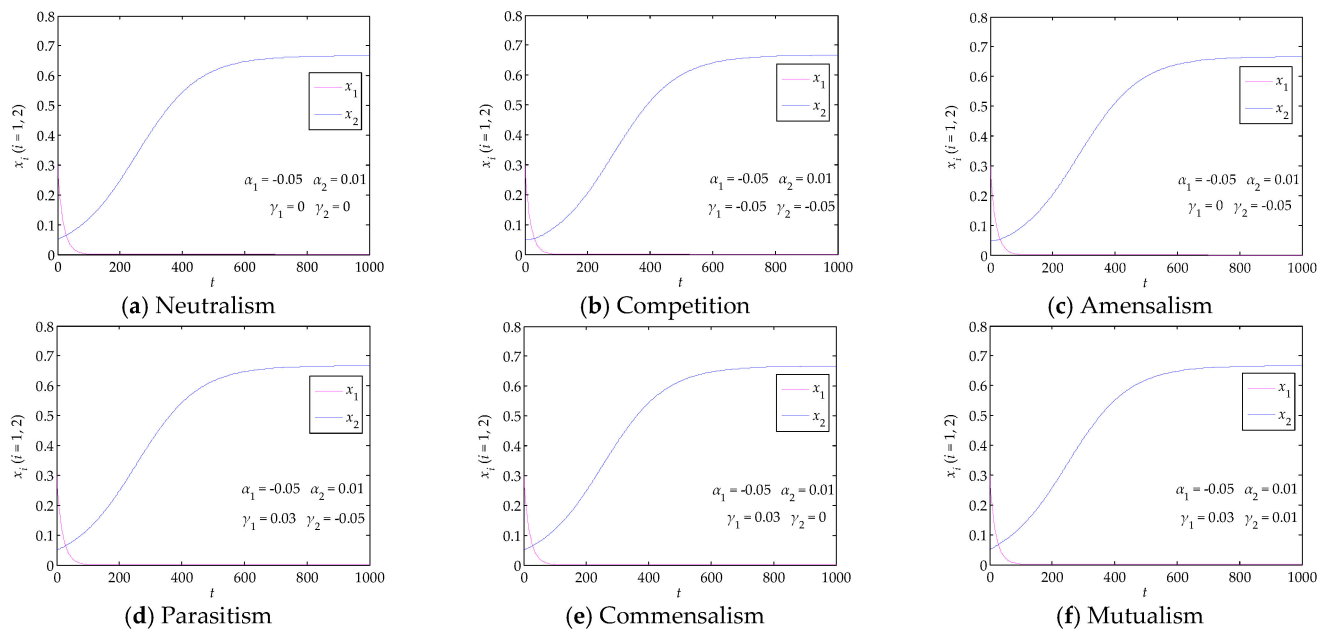 0.8
0.7
0.6
0.5
0.4
0.3
0.2
0.1
0
x_i (i = 1, 2)
x_1
x_2
α_1 = -0.05 α_2 = 0.01
γ_1 = 0 γ_2 = 0
0 200 400 600 800 1000
t
(a) Neutralism
0.8
0.7
0.6
0.5
0.4
0.3
0.2
0.1
0
x_i (i = 1, 2)
x_1
x_2
α_1 = -0.05 α_2 = 0.01
γ_1 = -0.05 γ_2 = -0.05
0 200 400 600 800 1000
t
(b) Competition
0.8
0.7
0.6
0.5
0.4
0.3
0.2
0.1
0
x_i (i = 1, 2)
x_1
x_2
α_1 = -0.05 α_2 = 0.01
γ_1 = 0 γ_2 = -0.05
0 200 400 600 800 1000
t
(c) Amensalism
0.8
0.7
0.6
0.5
0.4
0.3
0.2
0.1
0
x_i (i = 1, 2)
x_1
x_2
α_1 = -0.05 α_2 = 0.01
γ_1 = 0.03 γ_2 = -0.05
0 200 400 600 800 1000
t
(d) Parasitism
0.8
0.7
0.6
0.5
0.4
0.3
0.2
0.1
0
x_i (i = 1, 2)
x_1
x_2
α_1 = -0.05 α_2 = 0.01
γ_1 = 0.03 γ_2 = 0
0 200 400 600 800 1000
t
(e) Commensalism
0.8
0.7
0.6
0.5
0.4
0.3
0.2
0.1
0
x_i (i = 1, 2)
x_1
x_2
α_1 = -0.05 α_2 = 0.01
γ_1 = 0.03 γ_2 = 0.01
0 200 400 600 800 1000
t
(f) Mutualism